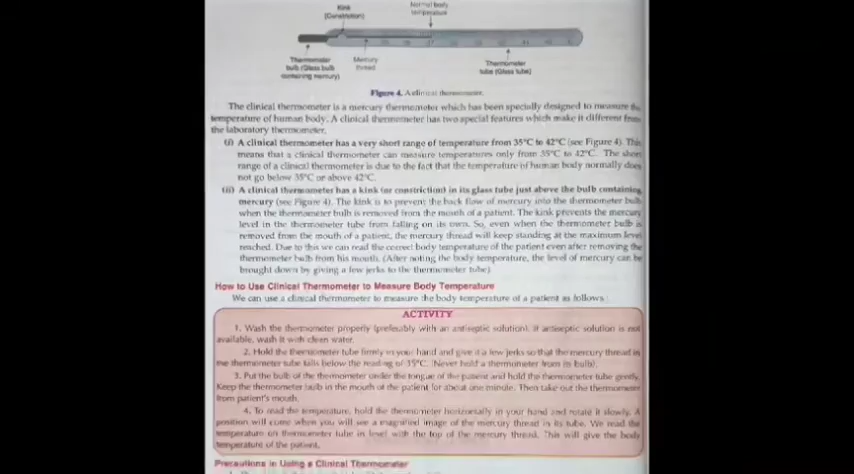 Kink
(Constriction)
Normal body
temperature
Thermometer
bulb (Glass bulb
containing mercury)
Mercury
thread
Thermometer
tube (Glass tube)
Figure 4. A clinical thermometer.
The clinical thermometer is a mercury thermometer which has been specially designed to measure the
temperature of human body. A clinical thermometer has two special features which make it different from
the laboratory thermometer.
(i) A clinical thermometer has a very short range of temperature from 35°C to 42°C (see Figure 4). This
means that a clinical thermometer can measure temperatures only from 35°C to 42°C. The short
range of a clinical thermometer is due to the fact that the temperature of human body normally does
not go below 35°C or above 42°C.
(ii) A clinical thermometer has a kink (or constriction) in its glass tube just above the bulb containing
mercury (see Figure 4). The kink is to prevent the back flow of mercury into the thermometer bulb
when the thermometer bulb is removed from the mouth of a patient. The kink prevents the mercury
level in the thermometer tube from falling on its own. So, even when the thermometer bulb is
removed from the mouth of a patient, the mercury thread will keep standing at the maximum level
reached. Due to this we can read the correct body temperature of the patient even after removing the
thermometer bulb from his mouth. (After noting the body temperature, the level of mercury can be
brought down by giving a few jerks to the thermometer tube).
How to Use Clinical Thermometer to Measure Body Temperature
We can use a clinical thermometer to measure the body temperature of a patient as follows :
ACTIVITY
1. Wash the thermometer properly (preferably with an antiseptic solution). If antiseptic solution is not
available, wash it with clean water.
2. Hold the thermometer tube firmly in your hand and give it a few jerks so that the mercury thread in
the thermometer tube falls below the reading of 35°C. (Never hold a thermometer from its bulb).
3. Put the bulb of the thermometer under the tongue of the patient and hold the thermometer tube gently.
Keep the thermometer bulb in the mouth of the patient for about one minute. Then take out the thermometer
from patient's mouth.
4. To read the temperature, hold the thermometer horizontally in your hand and rotate it slowly. A
position will come when you will see a magnified image of the mercury thread in its tube. We read the
temperature on thermometer tube in level with the top of the mercury thread. This will give the body
temperature of the patient.
Precautions in Using a Clinical Thermometer